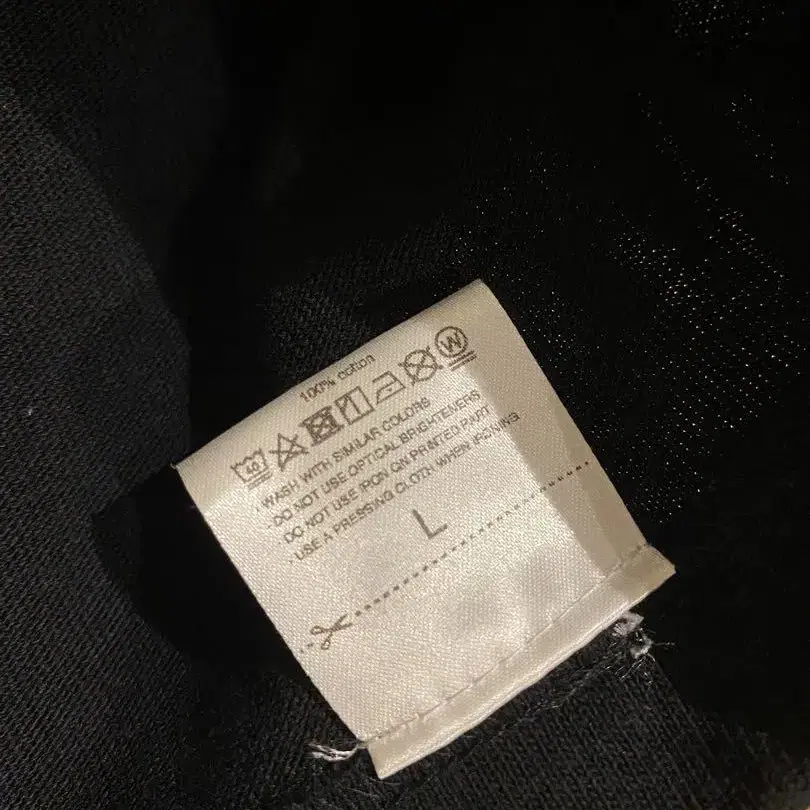 100% cotton
40 W
· WASH WITH SIMILAR COLORS
· DO NOT USE OPTICAL BRIGHTENERS
DO NOT USE IRON ON PRINTED PART
· USE A PRESSING CLOTH WHEN IRONING
L